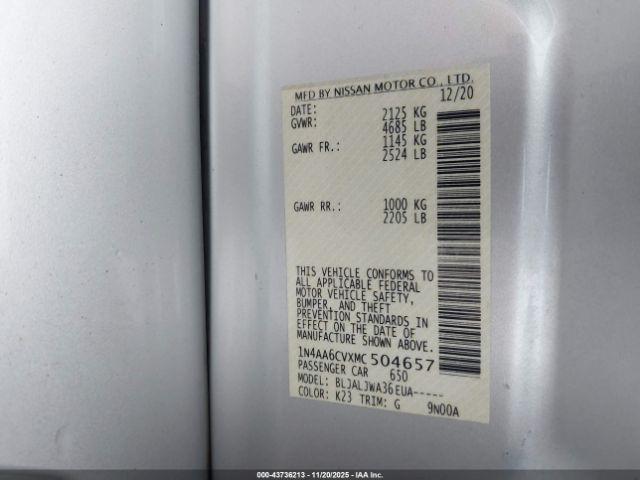 MFD BY NISSAN MOTOR CO., LTD.
DATE: 12/20
GVWR: 2125 KG
4685 LB
GAWR FR.: 1145 KG
2524 LB
GAWR RR.: 1000 KG
2205 LB
THIS VEHICLE CONFORMS TO
ALL APPLICABLE FEDERAL
MOTOR VEHICLE SAFETY,
BUMPER, AND THEFT
PREVENTION STANDARDS IN
EFFECT ON THE DATE OF
MANUFACTURE SHOWN ABOVE.
1N4AA6CVXMC504657
PASSENGER CAR 650
MODEL: BLJALJWA36EUA-----
COLOR: K23 TRIM: G 9N00A
000-43736213 - 11/20/2025 - IAAI.com